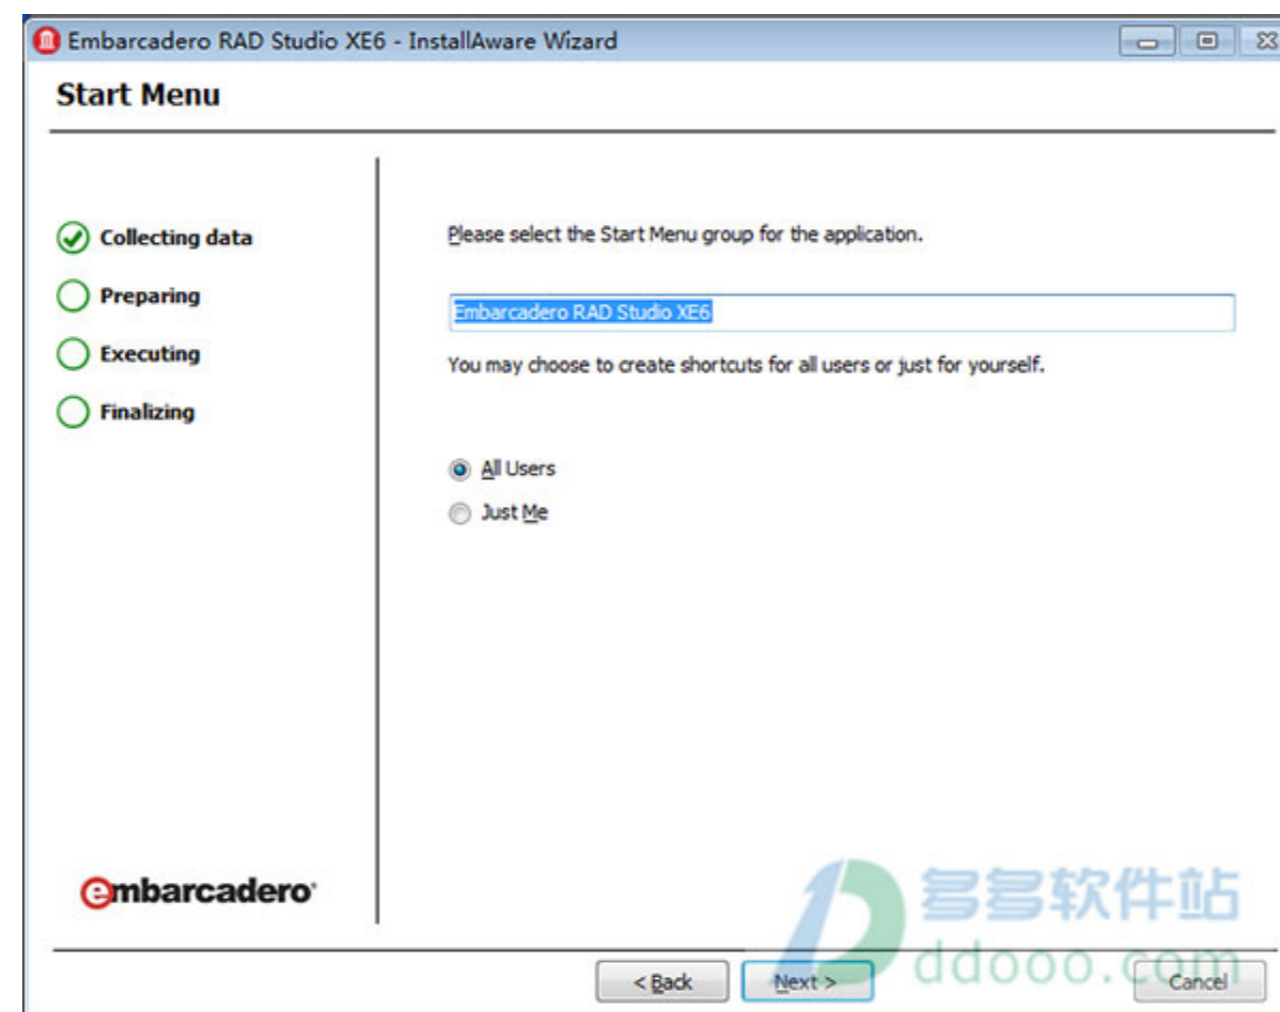 Embarcadero RAD Studio XE6 - InstallAware Wizard
Start Menu
Collecting data
Preparing
Executing
Finalizing
Please select the Start Menu group for the application.
Embarcadero RAD Studio XE6
You may choose to create shortcuts for all users or just for yourself.
All Users
Just Me
embarcadero
多多软件站
ddooo.com
< Back
Next >
Cancel